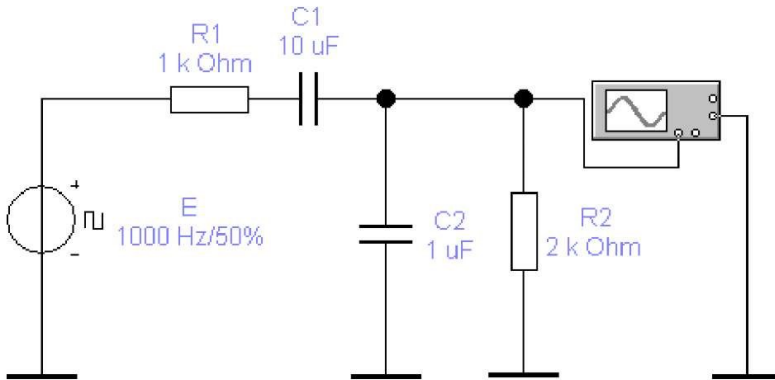 C1
10 uF
R1
1 k Ohm
+
E
1000 Hz/50%
-
C2
1 uF
R2
2 k Ohm